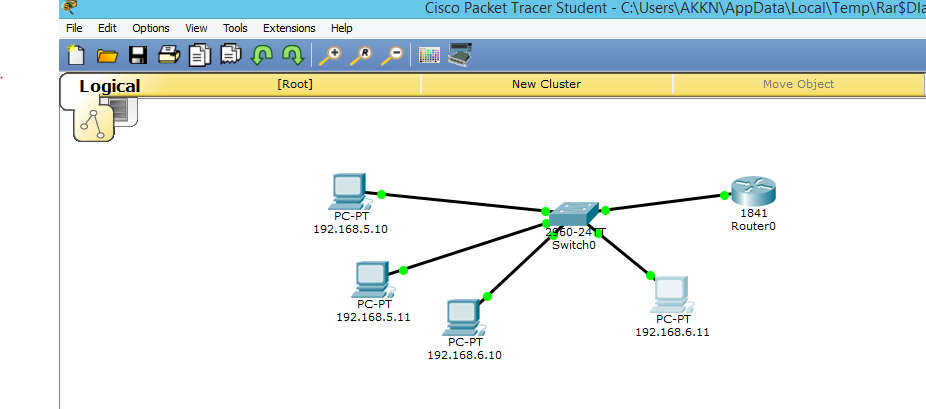 Cisco Packet Tracer Student - C:\Users\AKKN\AppData\Local\Temp\Rar$DIa
File Edit Options View Tools Extensions Help
Logical [Root] New Cluster Move Object
PC-PT
192.168.5.10
1841
Router0
2960-24TT
Switch0
PC-PT
192.168.5.11
PC-PT
192.168.6.11
PC-PT
192.168.6.10